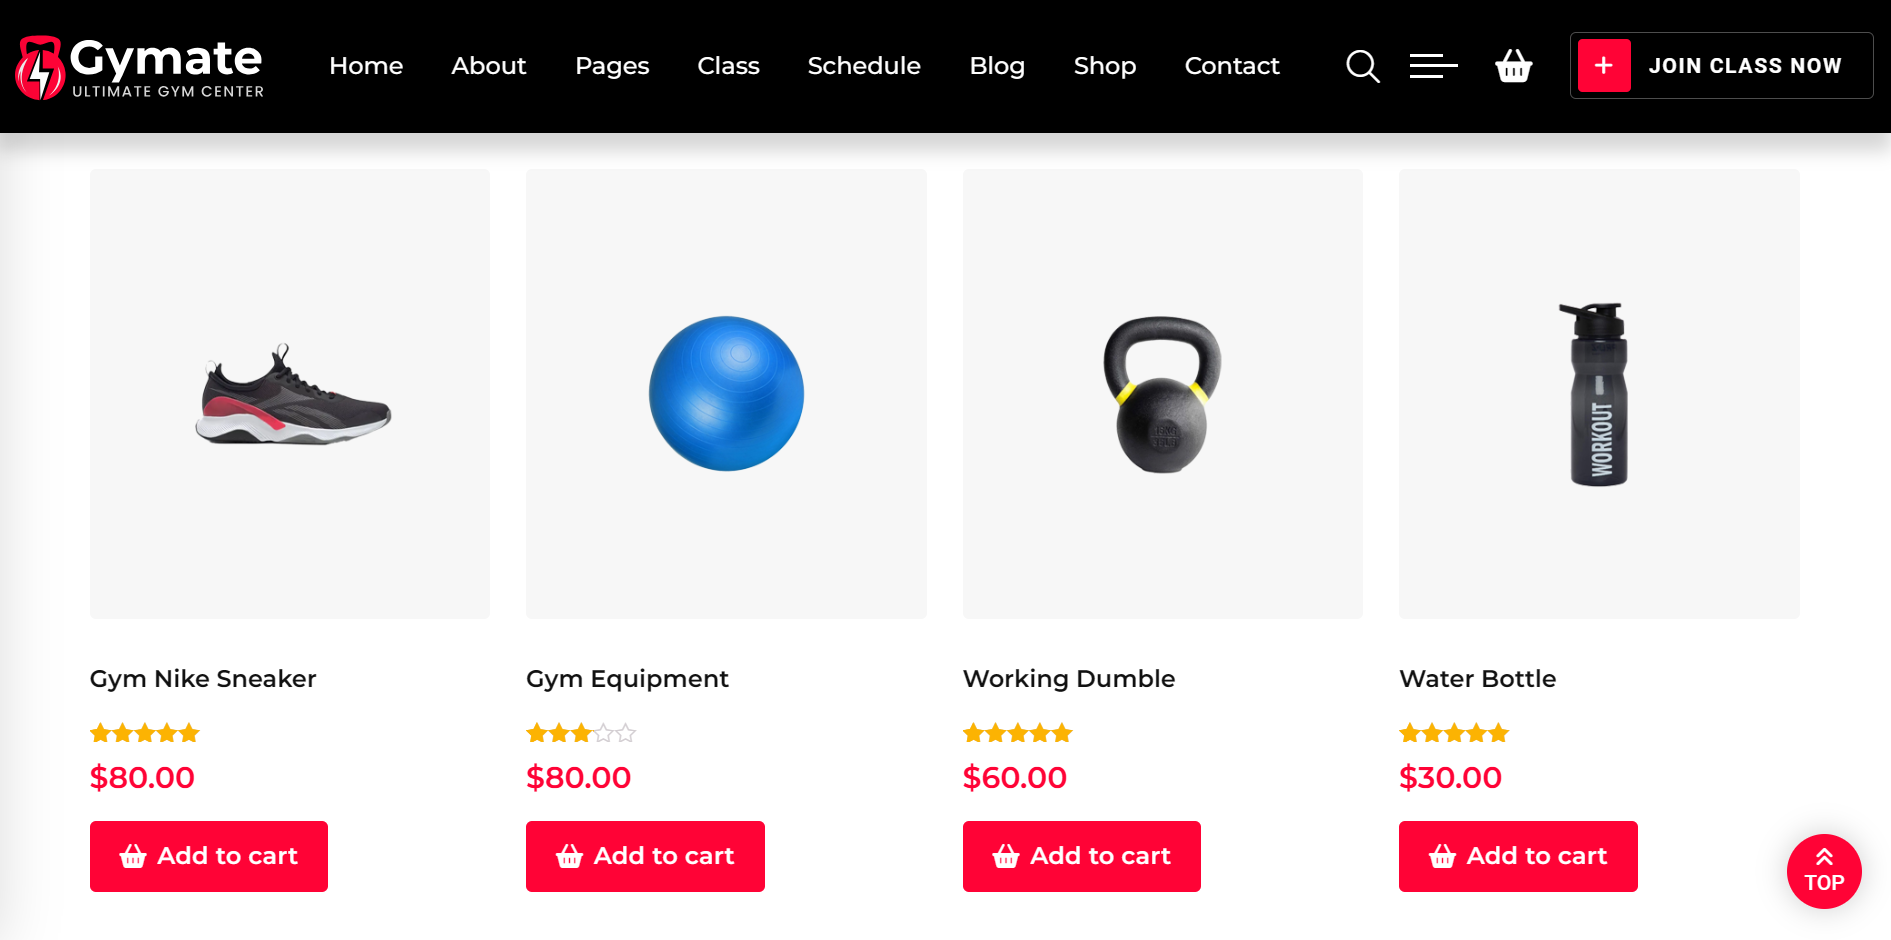 Gymate
ULTIMATE GYM CENTER
Home
About
Pages
Class
Schedule
Blog
Shop
Contact
+ JOIN CLASS NOW
WORKOUT
Gym Nike Sneaker
Gym Equipment
Working Dumble
Water Bottle
$80.00
$80.00
$60.00
$30.00
Add to cart
Add to cart
Add to cart
Add to cart
TOP